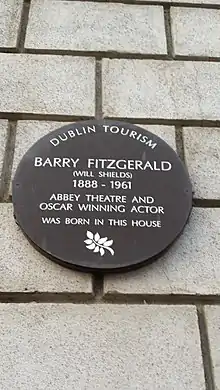 DUBLIN TOURISM
BARRY FITZGERALD
(WILL SHIELDS)
1888 - 1961
ABBEY THEATRE AND
OSCAR WINNING ACTOR
WAS BORN IN THIS HOUSE